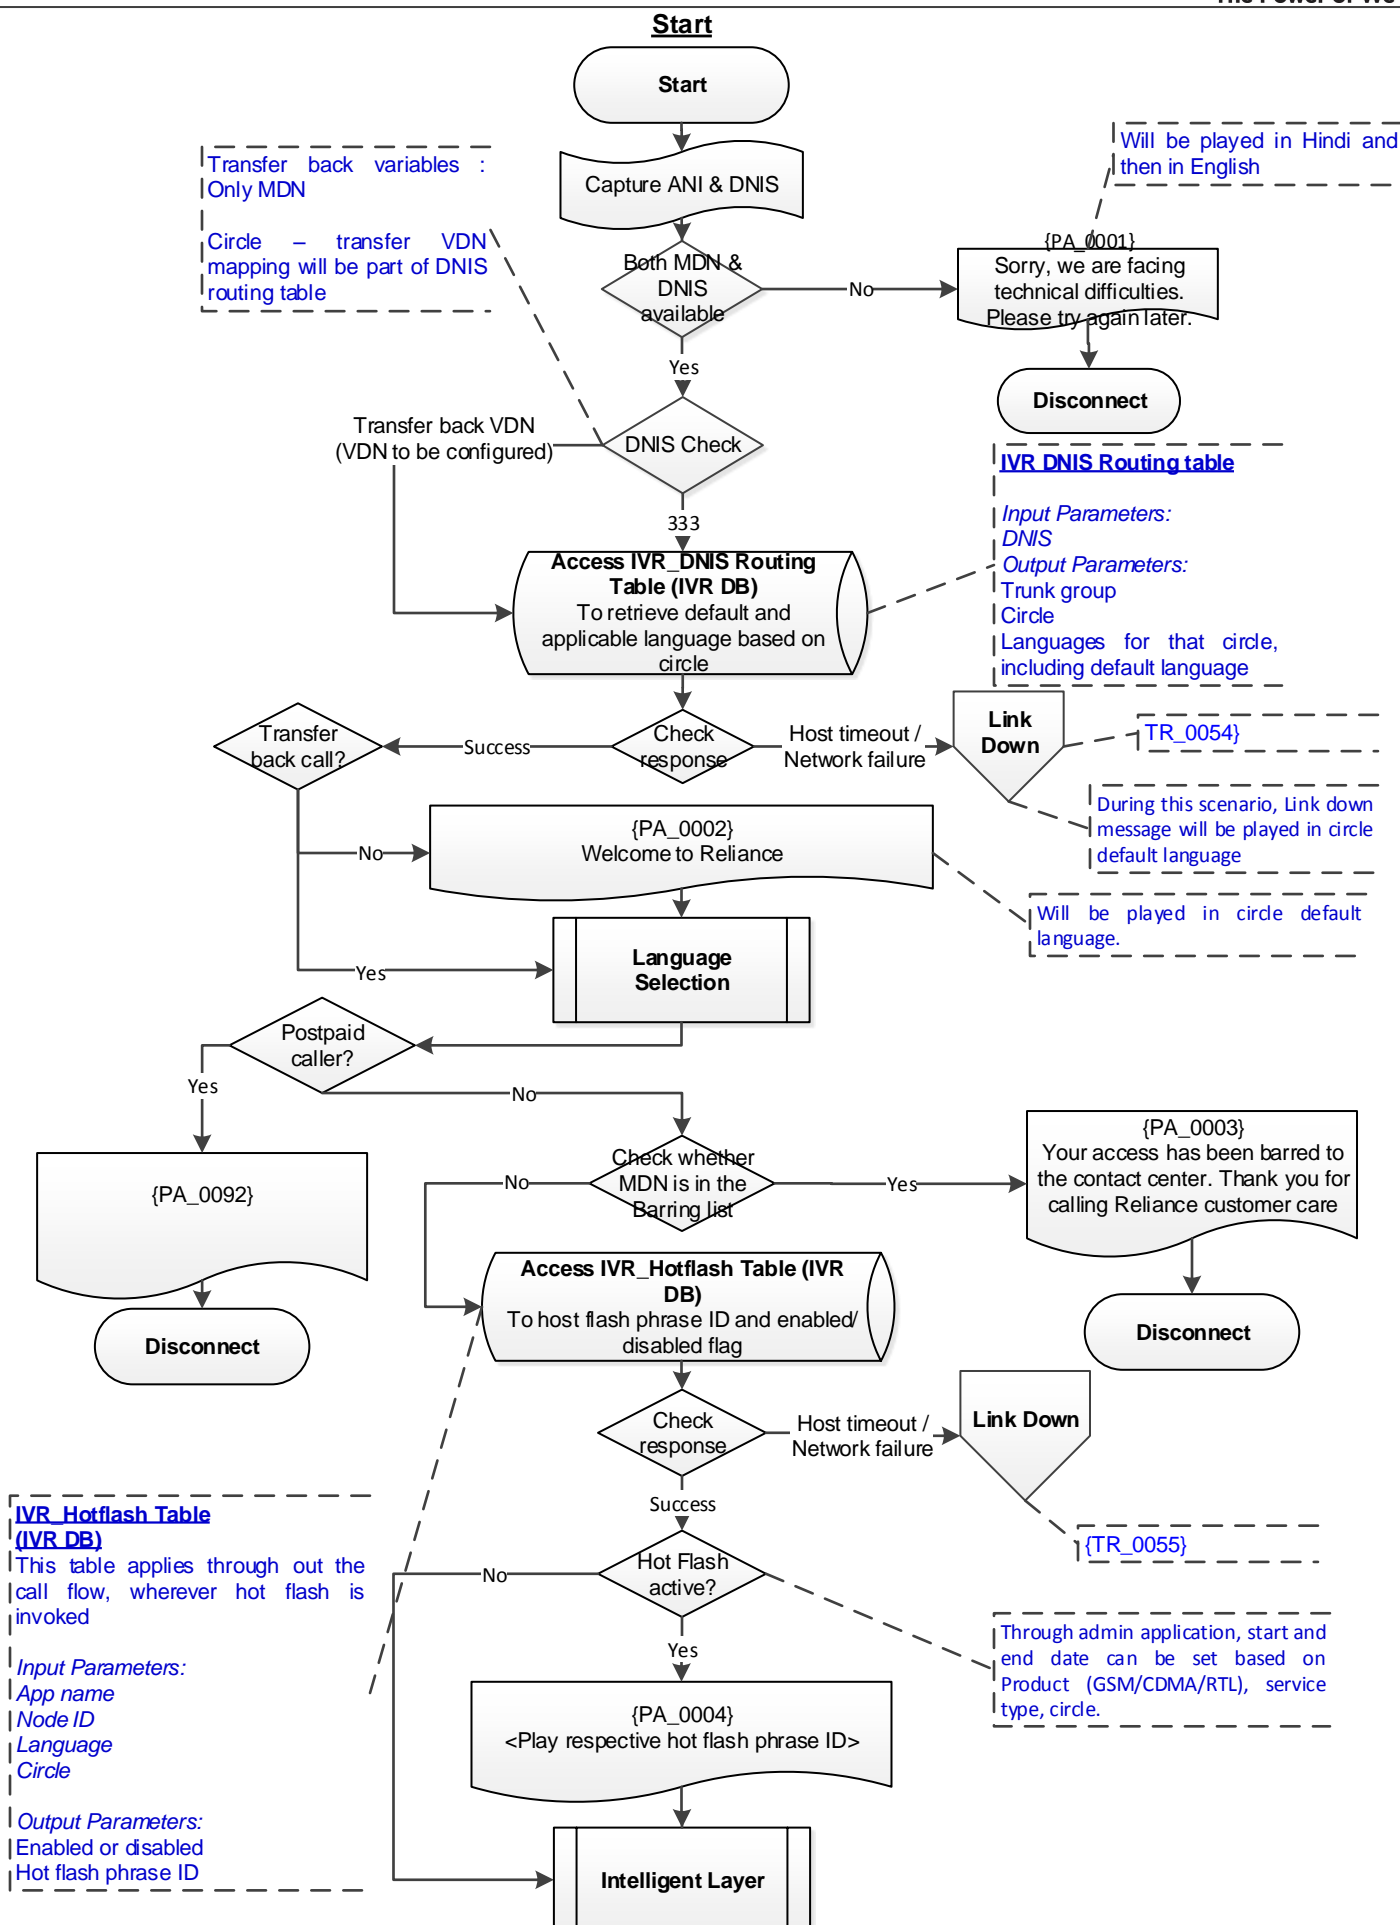 Start
Start
Transfer back variables :
Only MDN
Circle – transfer VDN
mapping will be part of DNIS
routing table
Capture ANI & DNIS
Will be played in Hindi and
then in English
Both MDN &
DNIS
available
No
{PA_0001}
Sorry, we are facing
technical difficulties.
Please try again later.
Yes
Disconnect
Transfer back VDN
(VDN to be configured)
DNIS Check
333
IVR DNIS Routing table
Input Parameters:
DNIS
Output Parameters:
Trunk group
Circle
Languages for that circle,
including default language
Access IVR_DNIS Routing
Table (IVR DB)
To retrieve default and
applicable language based on
circle
Transfer
back call?
Success
Check
response
Host timeout /
Network failure
Link
Down
TR_0054}
During this scenario, Link down
message will be played in circle
default language
No
{PA_0002}
Welcome to Reliance
Will be played in circle default
language.
Yes
Language
Selection
Postpaid
caller?
Yes
No
{PA_0092}
Disconnect
No
Check whether
MDN is in the
Barring list
Yes
{PA_0003}
Your access has been barred to
the contact center. Thank you for
calling Reliance customer care
Disconnect
Access IVR_Hotflash Table (IVR
DB)
To host flash phrase ID and enabled/
disabled flag
Check
response
Host timeout /
Network failure
Link Down
{TR_0055}
Success
IVR_Hotflash Table
(IVR DB)
This table applies through out the
call flow, wherever hot flash is
invoked
Input Parameters:
App name
Node ID
Language
Circle
Output Parameters:
Enabled or disabled
Hot flash phrase ID
No
Hot Flash
active?
Yes
Through admin application, start and
end date can be set based on
Product (GSM/CDMA/RTL), service
type, circle.
{PA_0004}
<Play respective hot flash phrase ID>
Intelligent Layer